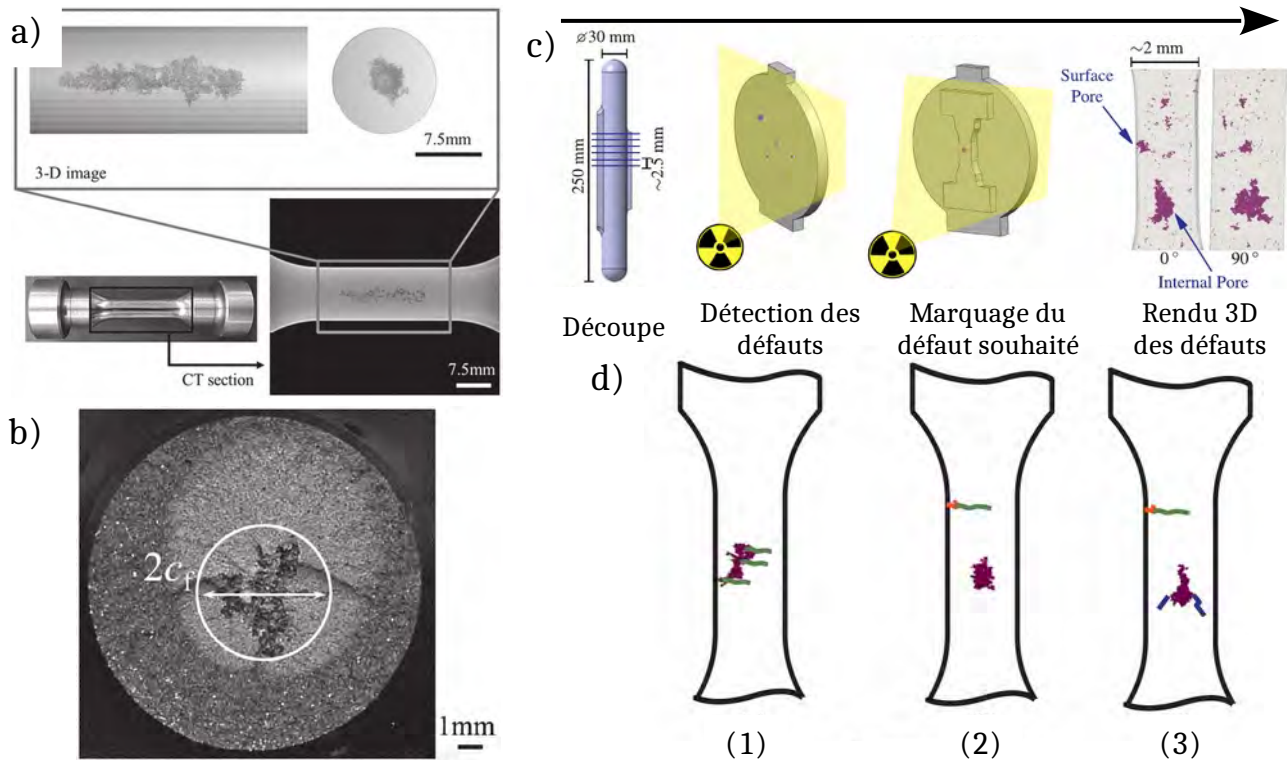 a)
7.5mm
3-D image
CT section
7.5mm
b)
2cf
1mm
c)
⌀30 mm
250 mm
~2.5 mm
~2 mm
Surface
Pore
0°
90°
Internal Pore
Découpe
Détection des
défauts
Marquage du
défaut souhaité
Rendu 3D
des défauts
d)
(1)
(2)
(3)